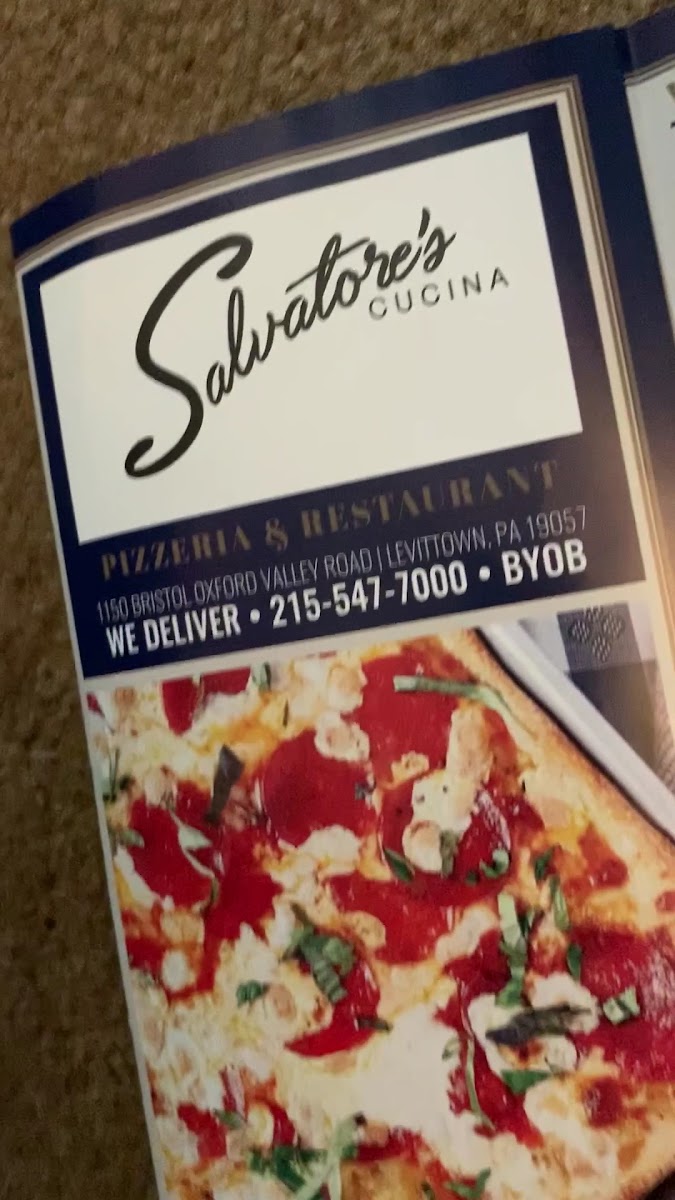 Salvatore's
CUCINA
PIZZERIA & RESTAURANT
1150 BRISTOL OXFORD VALLEY ROAD | LEVITTOWN, PA 19057
WE DELIVER • 215-547-7000 • BYOB